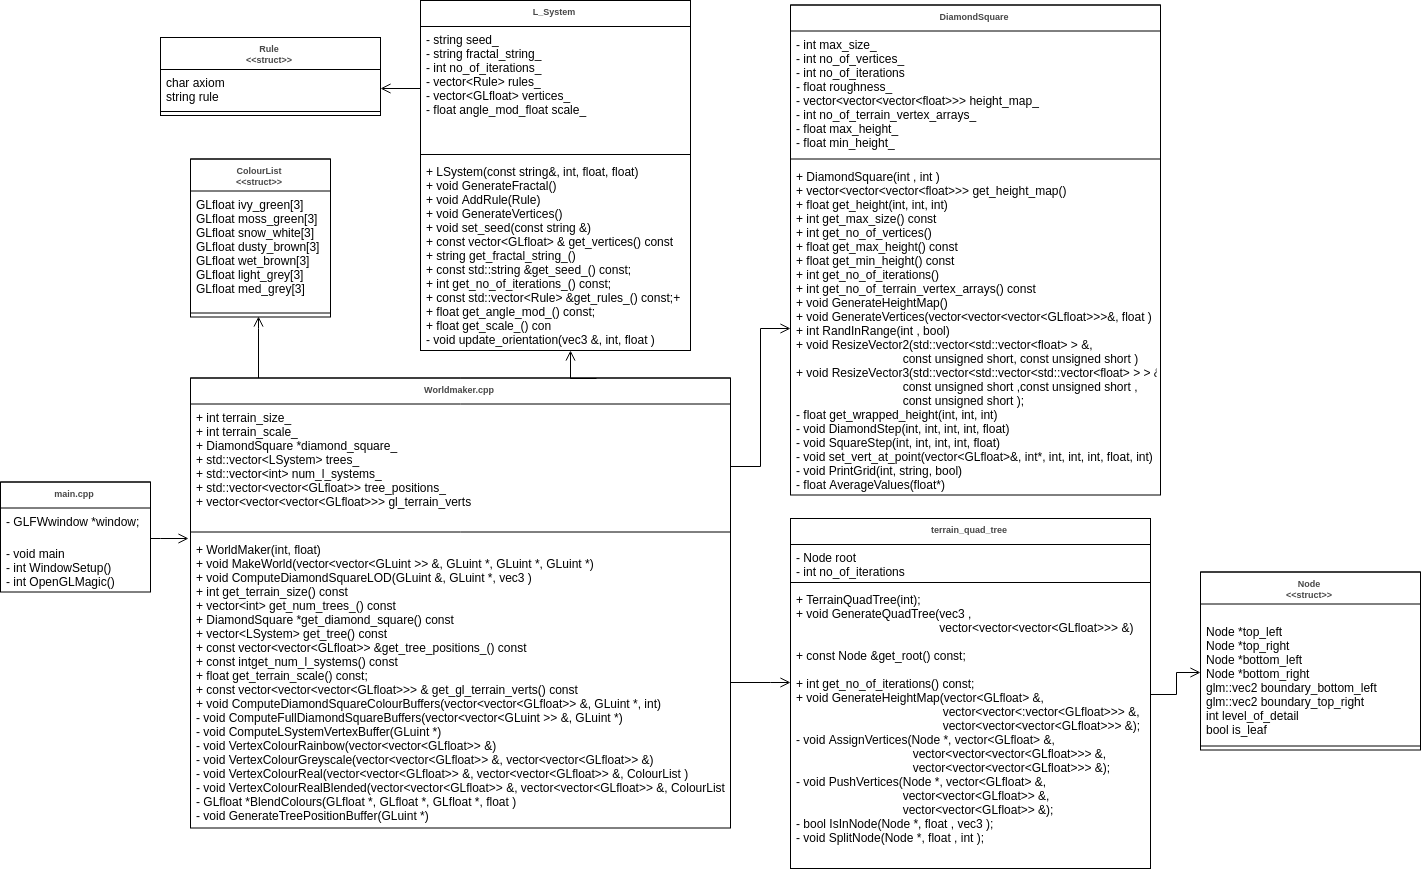 Rule
<<struct>>
char axiom
string rule
ColourList
<<struct>>
GLfloat ivy_green[3]
GLfloat moss_green[3]
GLfloat snow_white[3]
GLfloat dusty_brown[3]
GLfloat wet_brown[3]
GLfloat light_grey[3]
GLfloat med_grey[3]
L_System
- string seed_
- string fractal_string_
- int no_of_iterations_
- vector<Rule> rules_
- vector<GLfloat> vertices_
- float angle_mod_float scale_
+ LSystem(const string&, int, float, float)
+ void GenerateFractal()
+ void AddRule(Rule)
+ void GenerateVertices()
+ void set_seed(const string &)
+ const vector<GLfloat> & get_vertices() const
+ string get_fractal_string_()
+ const std::string &get_seed_() const;
+ int get_no_of_iterations_() const;
+ const std::vector<Rule> &get_rules_() const;+
+ float get_angle_mod_() const;
+ float get_scale_() con
- void update_orientation(vec3 &, int, float )
DiamondSquare
- int max_size_
- int no_of_vertices_
- int no_of_iterations
- float roughness_
- vector<vector<vector<float>>> height_map_
- int no_of_terrain_vertex_arrays_
- float max_height_
- float min_height_
+ DiamondSquare(int , int )
+ vector<vector<vector<float>>> get_height_map()
+ float get_height(int, int, int)
+ int get_max_size() const
+ int get_no_of_vertices()
+ float get_max_height() const
+ float get_min_height() const
+ int get_no_of_iterations()
+ int get_no_of_terrain_vertex_arrays() const
+ void GenerateHeightMap()
+ void GenerateVertices(vector<vector<vector<GLfloat>>>&, float )
+ int RandInRange(int , bool)
+ void ResizeVector2(std::vector<std::vector<float> > &,
const unsigned short, const unsigned short )
+ void ResizeVector3(std::vector<std::vector<std::vector<float> > > &
const unsigned short ,const unsigned short ,
const unsigned short );
- float get_wrapped_height(int, int, int)
- void DiamondStep(int, int, int, int, float)
- void SquareStep(int, int, int, int, float)
- void set_vert_at_point(vector<GLfloat>&, int*, int, int, int, float, int)
- void PrintGrid(int, string, bool)
- float AverageValues(float*)
main.cpp
- GLFWwindow *window;
- void main
- int WindowSetup()
- int OpenGLMagic()
Worldmaker.cpp
+ int terrain_size_
+ int terrain_scale_
+ DiamondSquare *diamond_square_
+ std::vector<LSystem> trees_
+ std::vector<int> num_l_systems_
+ std::vector<vector<GLfloat>> tree_positions_
+ vector<vector<vector<GLfloat>>> gl_terrain_verts
+ WorldMaker(int, float)
+ void MakeWorld(vector<vector<GLuint >> &, GLuint *, GLuint *, GLuint *)
+ void ComputeDiamondSquareLOD(GLuint &, GLuint *, vec3 )
+ int get_terrain_size() const
+ vector<int> get_num_trees_() const
+ DiamondSquare *get_diamond_square() const
+ vector<LSystem> get_tree() const
+ const vector<vector<GLfloat>> &get_tree_positions_() const
+ const intget_num_l_systems() const
+ float get_terrain_scale() const;
+ const vector<vector<vector<GLfloat>>> & get_gl_terrain_verts() const
+ void ComputeDiamondSquareColourBuffers(vector<vector<GLfloat>> &, GLuint *, int)
- void ComputeFullDiamondSquareBuffers(vector<vector<GLuint >> &, GLuint *)
- void ComputeLSystemVertexBuffer(GLuint *)
- void VertexColourRainbow(vector<vector<GLfloat>> &)
- void VertexColourGreyscale(vector<vector<GLfloat>> &, vector<vector<GLfloat>> &)
- void VertexColourReal(vector<vector<GLfloat>> &, vector<vector<GLfloat>> &, ColourList )
- void VertexColourRealBlended(vector<vector<GLfloat>> &, vector<vector<GLfloat>> &, ColourList
- GLfloat *BlendColours(GLfloat *, GLfloat *, GLfloat *, float )
- void GenerateTreePositionBuffer(GLuint *)
terrain_quad_tree
- Node root
- int no_of_iterations
+ TerrainQuadTree(int);
+ void GenerateQuadTree(vec3 ,
vector<vector<vector<GLfloat>>> &)
+ const Node &get_root() const;
+ int get_no_of_iterations() const;
+ void GenerateHeightMap(vector<GLfloat> &,
vector<vector<:vector<GLfloat>>> &,
vector<vector<vector<GLfloat>>> &);
- void AssignVertices(Node *, vector<GLfloat> &,
vector<vector<vector<GLfloat>>> &,
vector<vector<vector<GLfloat>>> &);
- void PushVertices(Node *, vector<GLfloat> &,
vector<vector<GLfloat>> &,
vector<vector<GLfloat>> &);
- bool IsInNode(Node *, float , vec3 );
- void SplitNode(Node *, float , int );
Node
<<struct>>
Node *top_left
Node *top_right
Node *bottom_left
Node *bottom_right
glm::vec2 boundary_bottom_left
glm::vec2 boundary_top_right
int level_of_detail
bool is_leaf